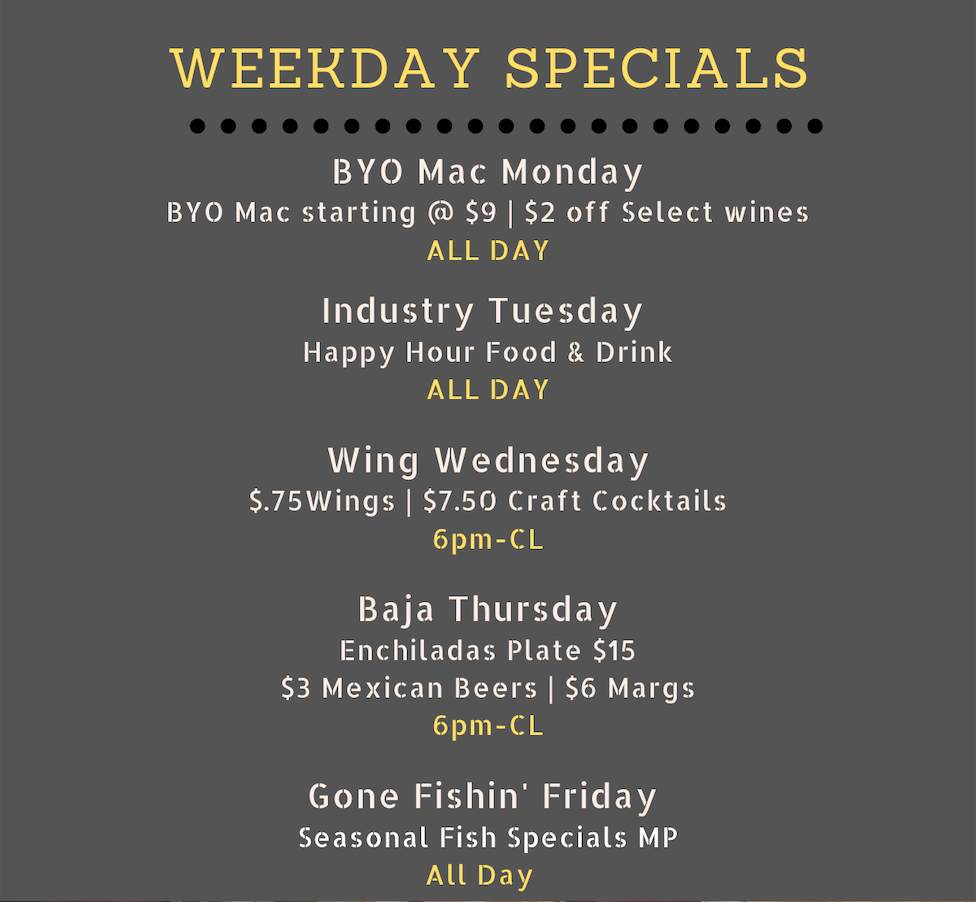 WEEKDAY SPECIALS
BYO Mac Monday
BYO Mac starting @ $9 | $2 off Select wines
ALL DAY
Industry Tuesday
Happy Hour Food & Drink
ALL DAY
Wing Wednesday
$.75Wings | $7.50 Craft Cocktails
6pm-CL
Baja Thursday
Enchiladas Plate $15
$3 Mexican Beers | $6 Margs
6pm-CL
Gone Fishin' Friday
Seasonal Fish Specials MP
All Day